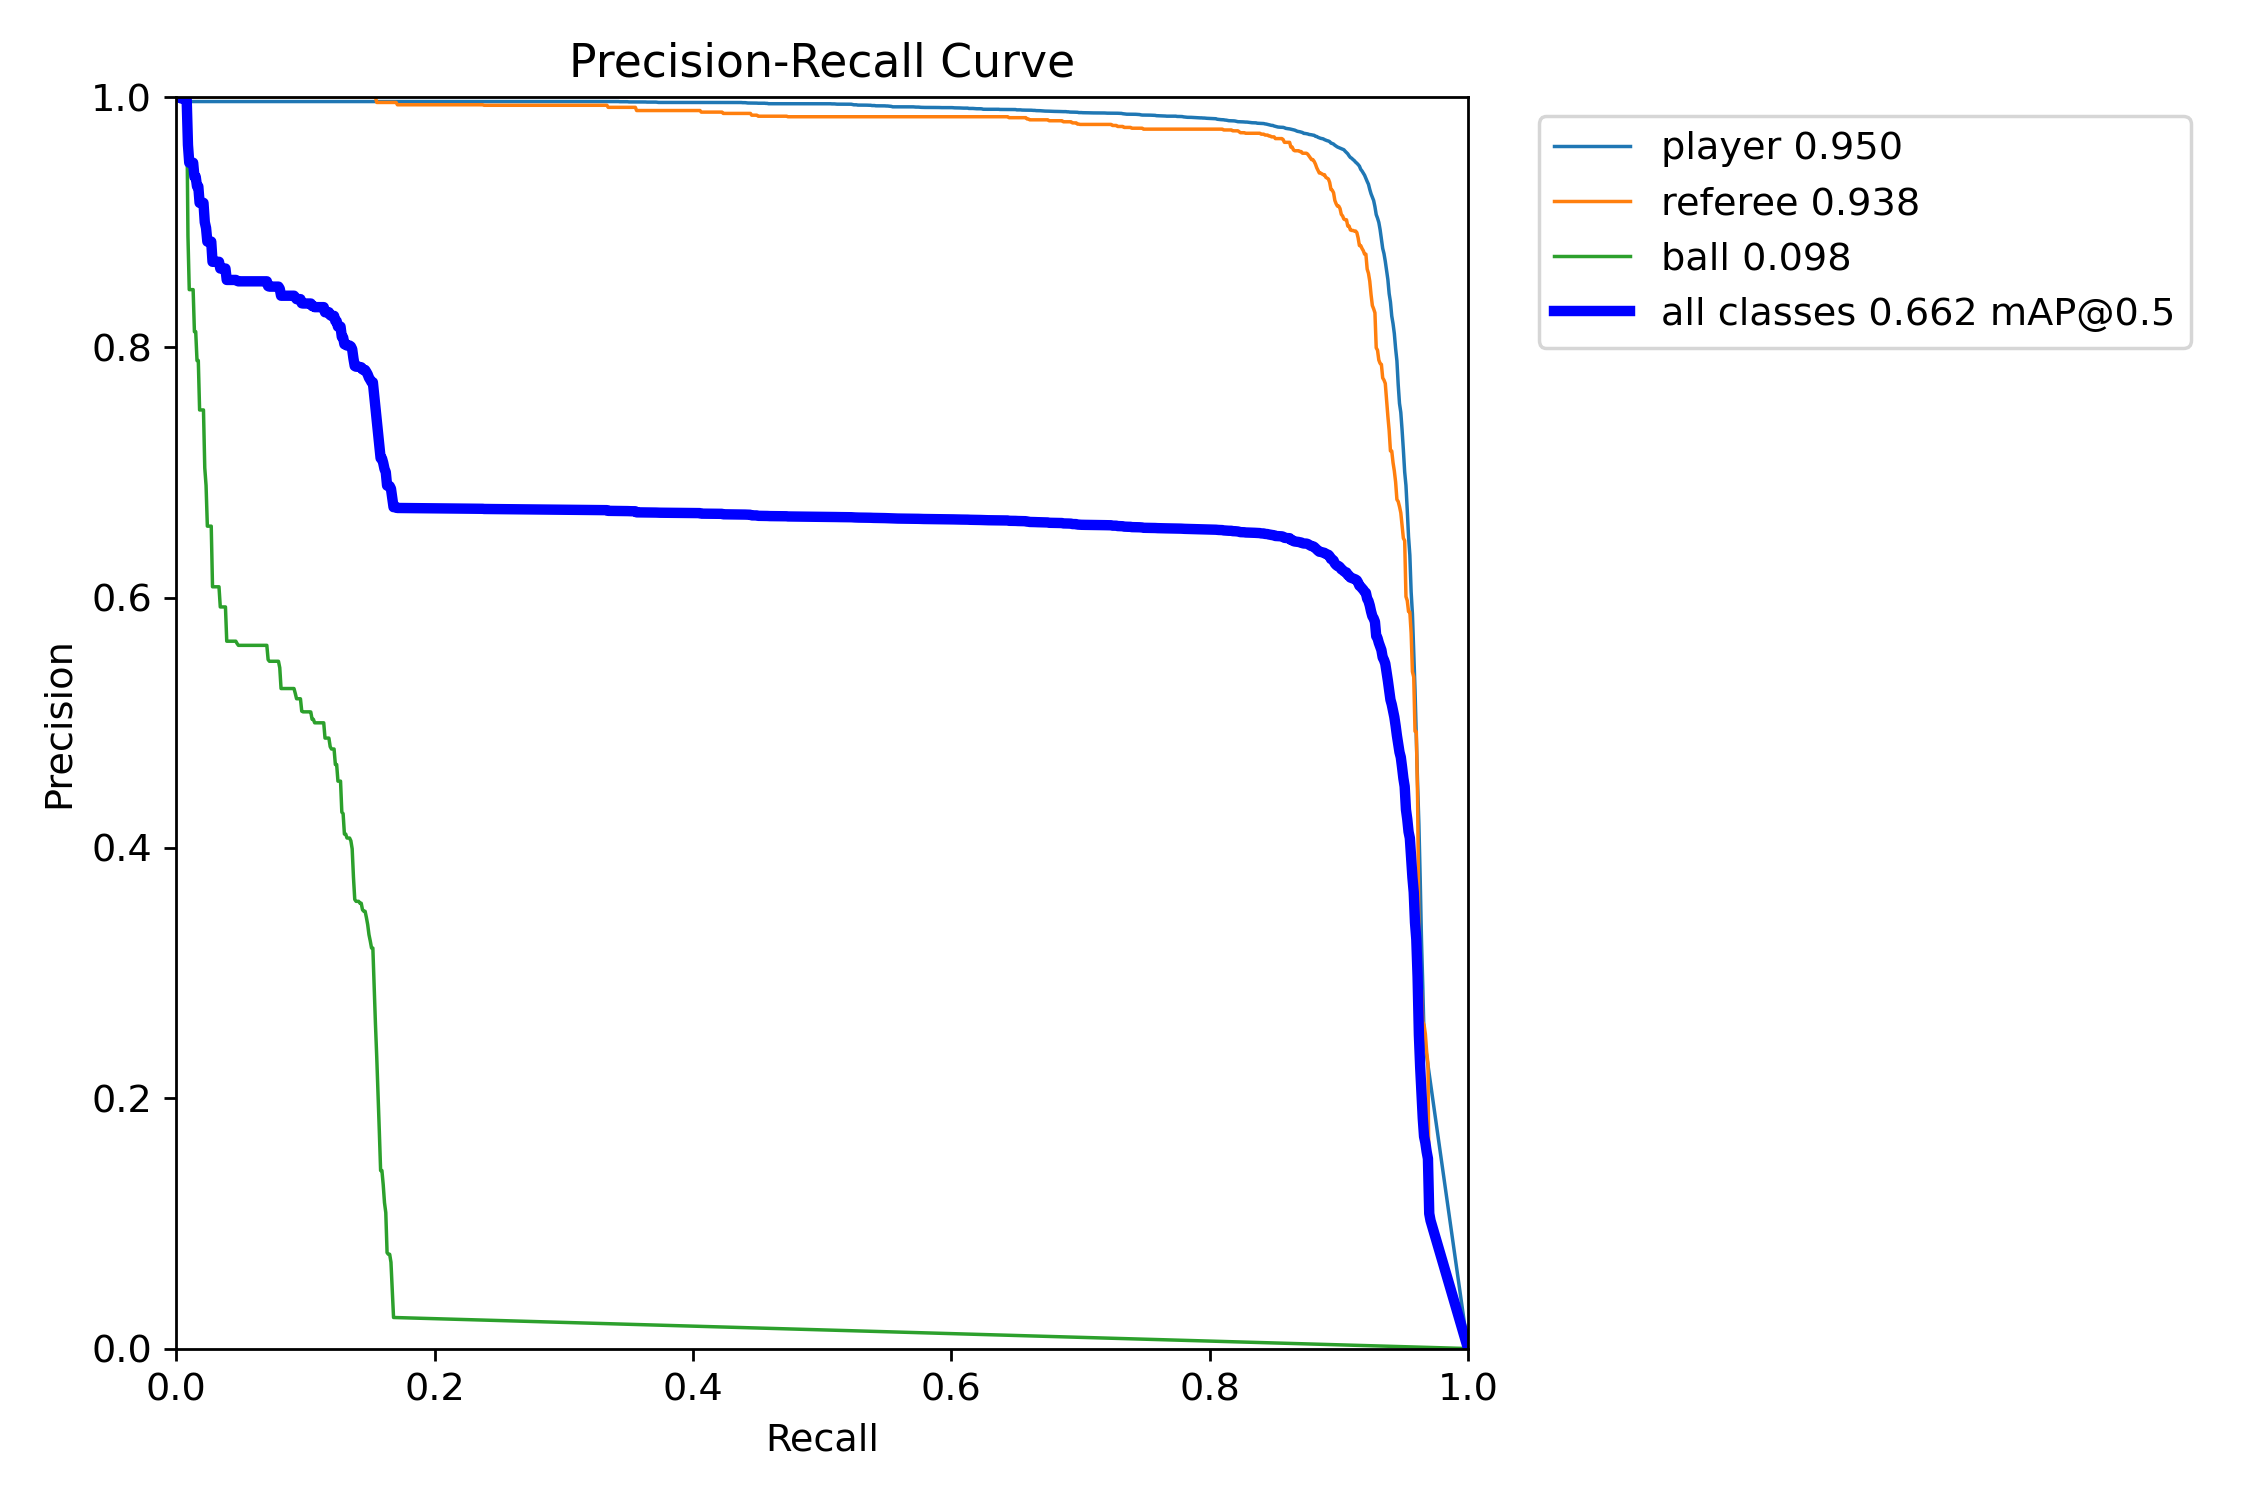 Precision-Recall Curve
1.0
0.8
0.6
0.4
0.2
0.0
Precision
0.0 0.2 0.4 0.6 0.8 1.0
Recall
player 0.950
referee 0.938
ball 0.098
all classes 0.662 mAP@0.5